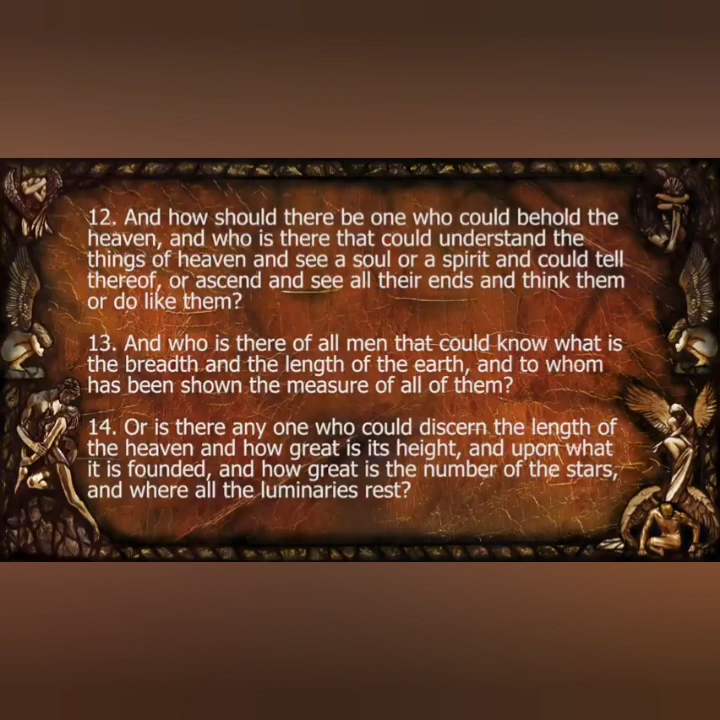 12. And how should there be one who could behold the
heaven, and who is there that could understand the
things of heaven and see a soul or a spirit and could tell
thereof, or ascend and see all their ends and think them
or do like them?
13. And who is there of all men that could know what is
the breadth and the length of the earth, and to whom
has been shown the measure of all of them?
14. Or is there any one who could discern the length of
the heaven and how great is its height, and upon what
it is founded, and how great is the number of the stars,
and where all the luminaries rest?